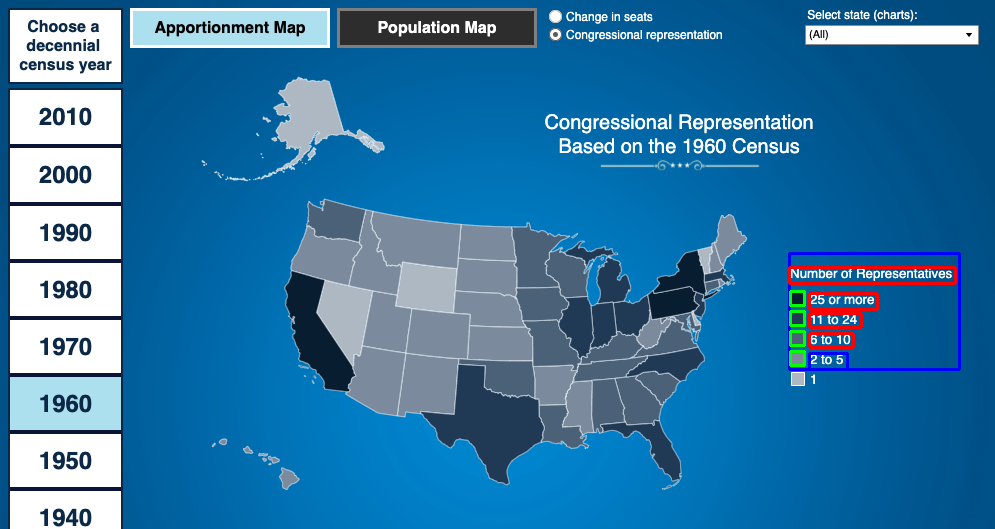 Choose a
decennial
census year
2010
2000
1990
1980
1970
1960
1950
1940
Apportionment Map
Population Map
Change in seats
Congressional representation
Select state (charts):
(All)
Congressional Representation
Based on the 1960 Census
Number of Representatives
25 or more
11 to 24
6 to 10
2 to 5
1